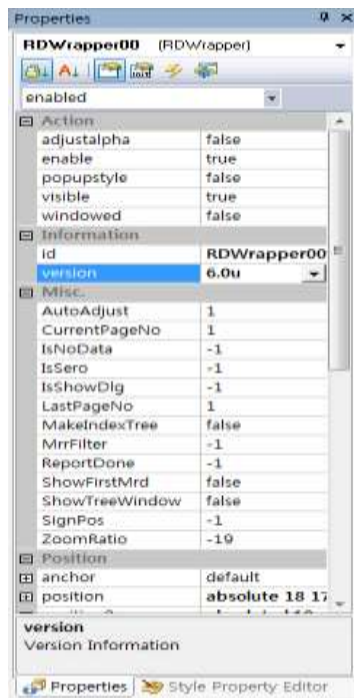 Properties
RDWrapper00 (RDWrapper)
enabled
Action
adjustalpha false
enable true
popupstyle false
visible true
windowed false
Information
id RDWrapper00
version 6.0u
Misc.
AutoAdjust 1
CurrentPageNo 1
IsNoData -1
IsSero -1
IsShowDlg -1
LastPageNo 1
MakeIndexTree false
MrrFilter -1
ReportDone -1
ShowFirstMrd false
ShowTreeWindow false
SignPos -1
ZoomRatio -19
Position
anchor default
position absolute 18 17
version
Version Information
Properties Style Property Editor